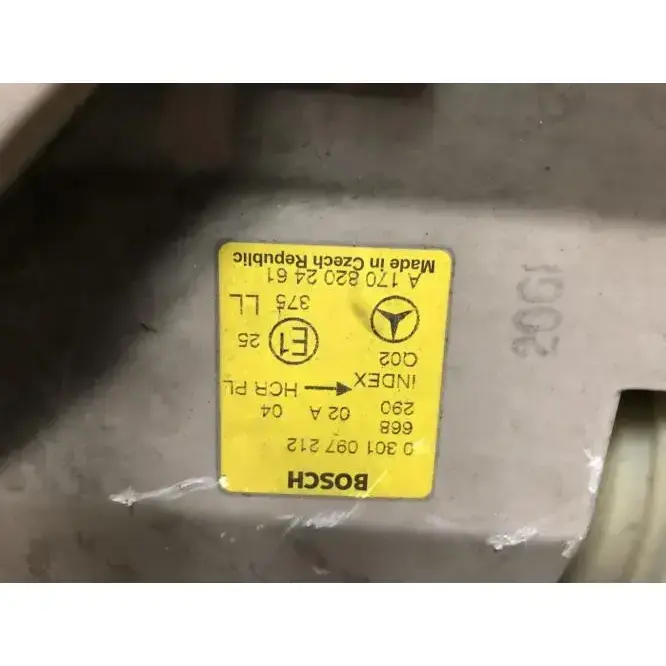 BOSCH
0 301 097 212
668
290 02 A 04
INDEX ← HCR PL
Q02
E1 25
375 LL
A 170 820 24 61
Made in Czech Republic